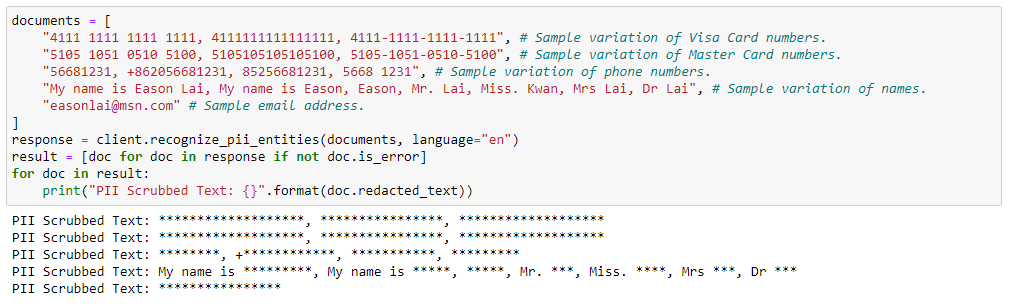 documents = [
    "4111 1111 1111 1111, 4111111111111111, 4111-1111-1111-1111", # Sample variation of Visa Card numbers.
    "5105 1051 0510 5100, 5105105105105100, 5105-1051-0510-5100", # Sample variation of Master Card numbers.
    "56681231, +862056681231, 85256681231, 5668 1231", # Sample variation of phone numbers.
    "My name is Eason Lai, My name is Eason, Eason, Mr. Lai, Miss. Kwan, Mrs Lai, Dr Lai", # Sample variation of names.
    "easonlai@msn.com" # Sample email address.
]
response = client.recognize_pii_entities(documents, language="en")
result = [doc for doc in response if not doc.is_error]
for doc in result:
    print("PII Scrubbed Text: {}".format(doc.redacted_text))
PII Scrubbed Text: *******************, ****************, *******************
PII Scrubbed Text: *******************, ****************, *******************
PII Scrubbed Text: ********, +************, ***********, *********
PII Scrubbed Text: My name is *********, My name is *****, *****, Mr. ***, Miss. ****, Mrs ***, Dr ***
PII Scrubbed Text: ****************